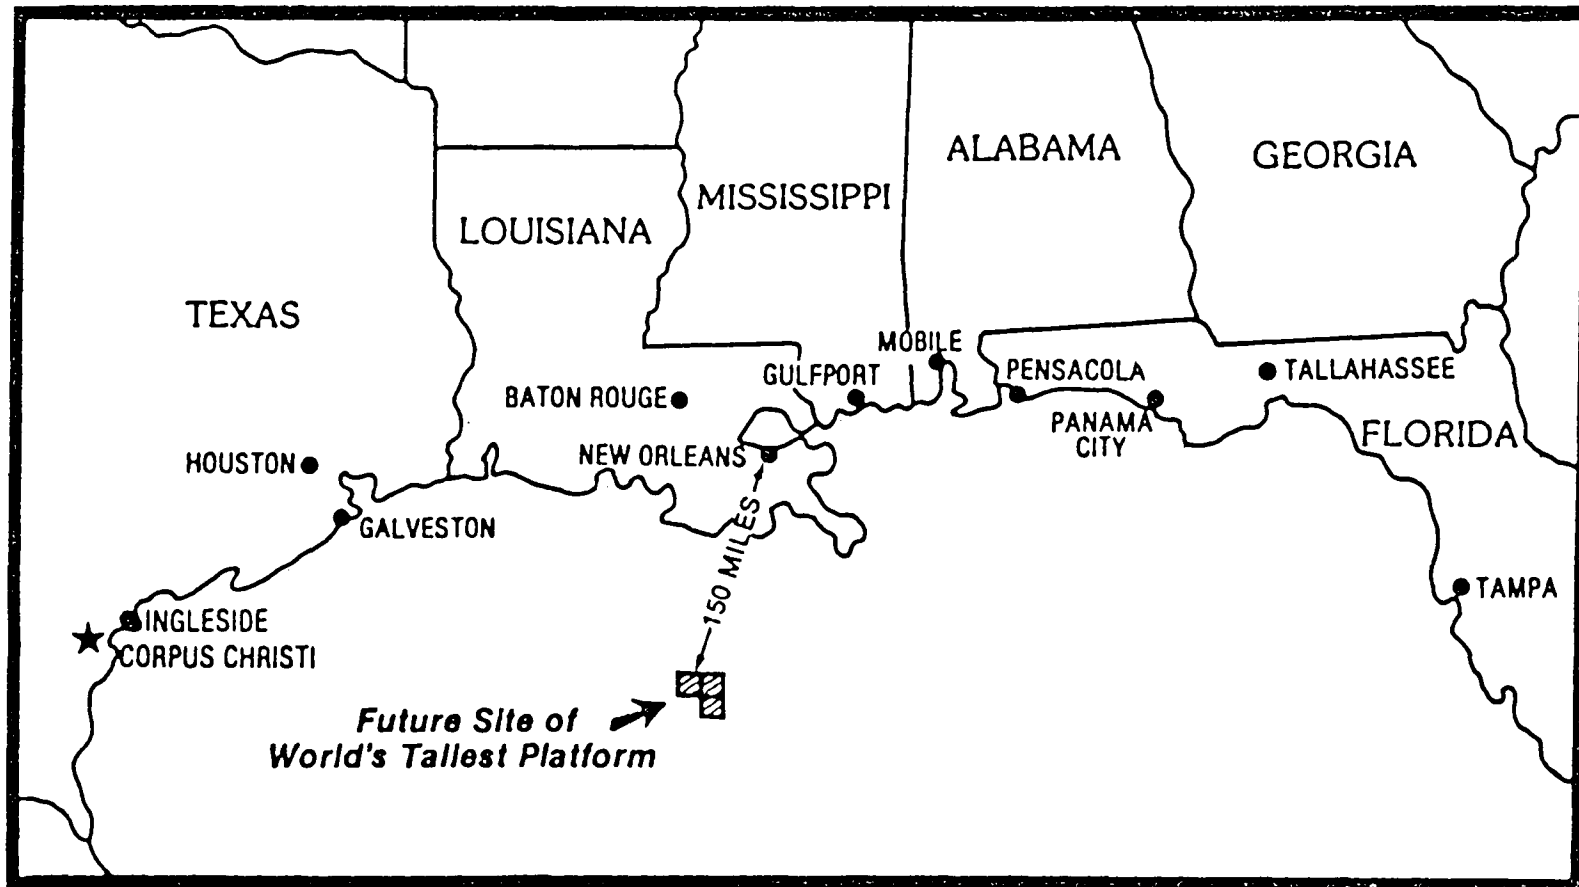 ALABAMA
GEORGIA
MISSISSIPPI
LOUISIANA
TEXAS
MOBILE
GULFPORT
PENSACOLA
TALLAHASSEE
BATON ROUGE
PANAMA
CITY
FLORIDA
HOUSTON
NEW ORLEANS
GALVESTON
150 MILES
TAMPA
INGLESIDE
CORPUS CHRISTI
Future Site of
World's Tallest Platform